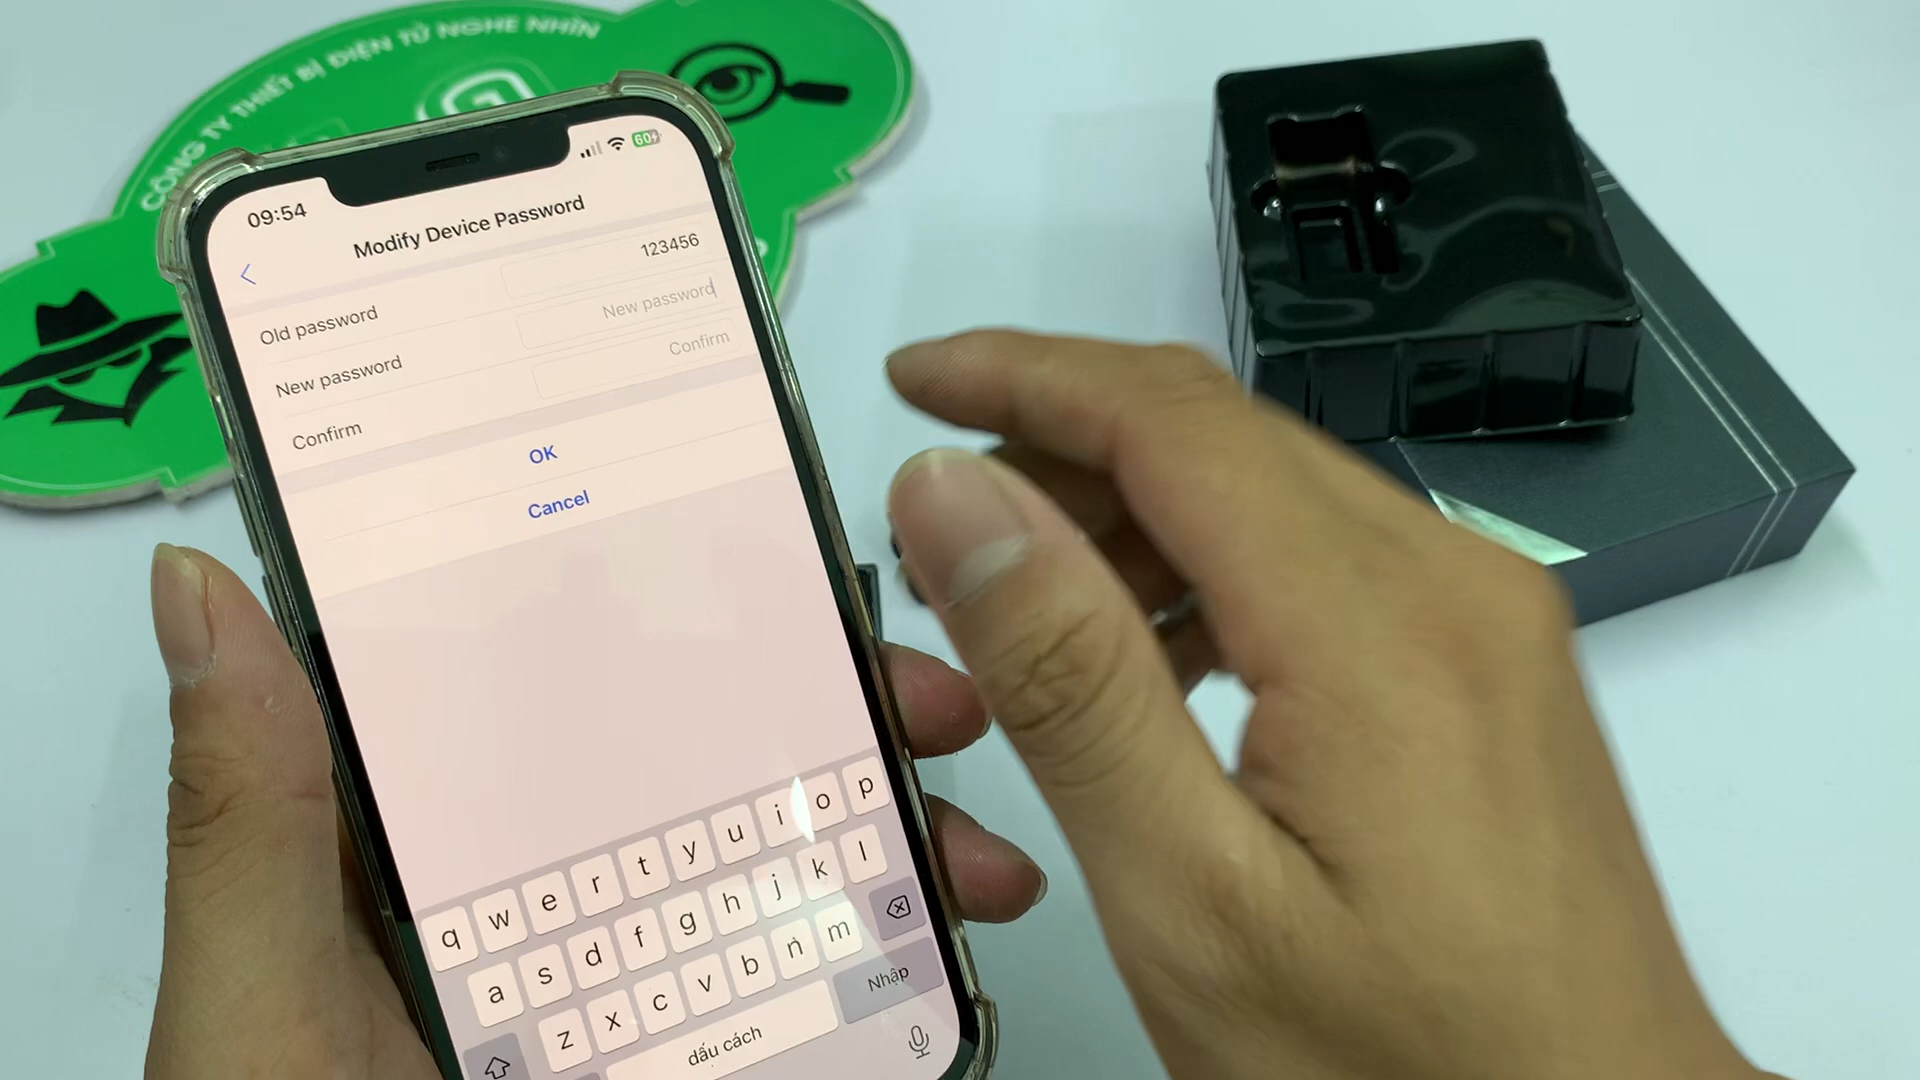 CÔNG TY THIẾT BỊ ĐIỆN TỬ NGHE NHÌN
09:54
60
Modify Device Password
Old password
123456
New password
New password
Confirm
Confirm
OK
Cancel
q w e r t y u i o p
a s d f g h j k l
z x c v b n m
dấu cách
Nhập